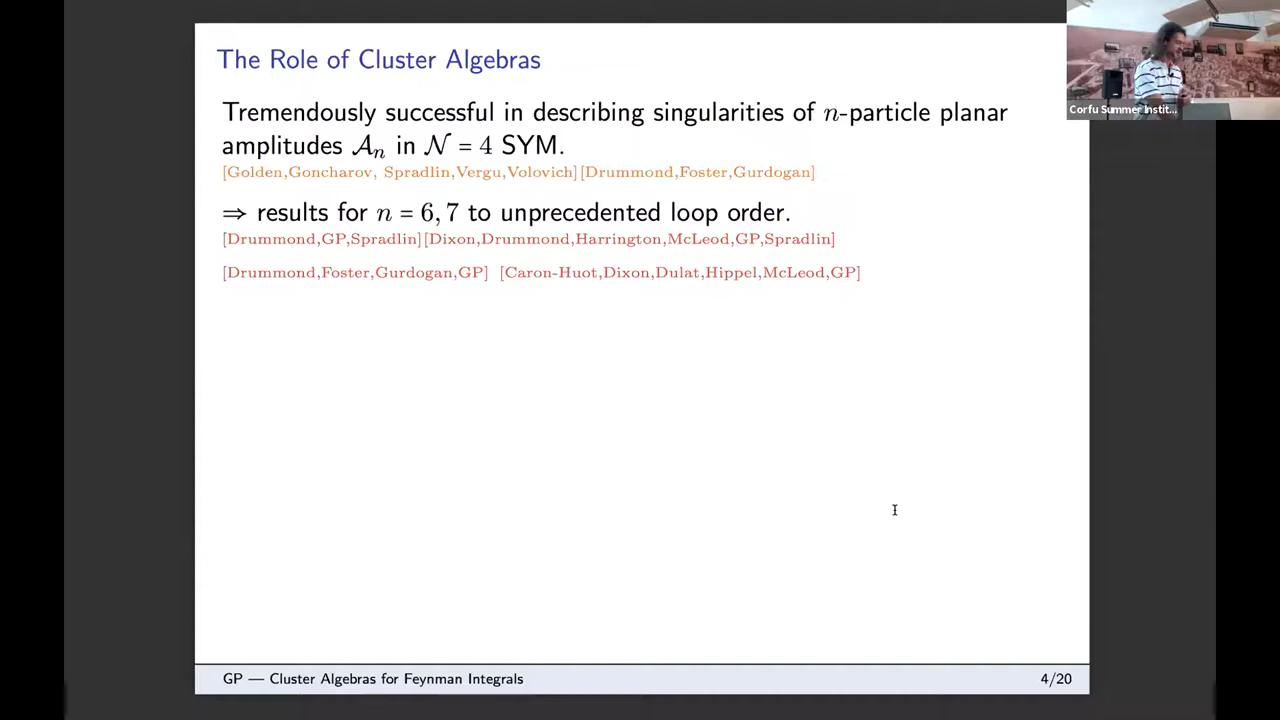 The Role of Cluster Algebras
Corfu Summer Instit...
Tremendously successful in describing singularities of n-particle planar
amplitudes 𝒜ₙ in 𝒩 = 4 SYM.
[Golden,Goncharov, Spradlin,Vergu,Volovich][Drummond,Foster,Gurdogan]
⇒ results for n = 6, 7 to unprecedented loop order.
[Drummond,GP,Spradlin][Dixon,Drummond,Harrington,McLeod,GP,Spradlin]
[Drummond,Foster,Gurdogan,GP] [Caron-Huot,Dixon,Dulat,Hippel,McLeod,GP]
GP — Cluster Algebras for Feynman Integrals 4/20